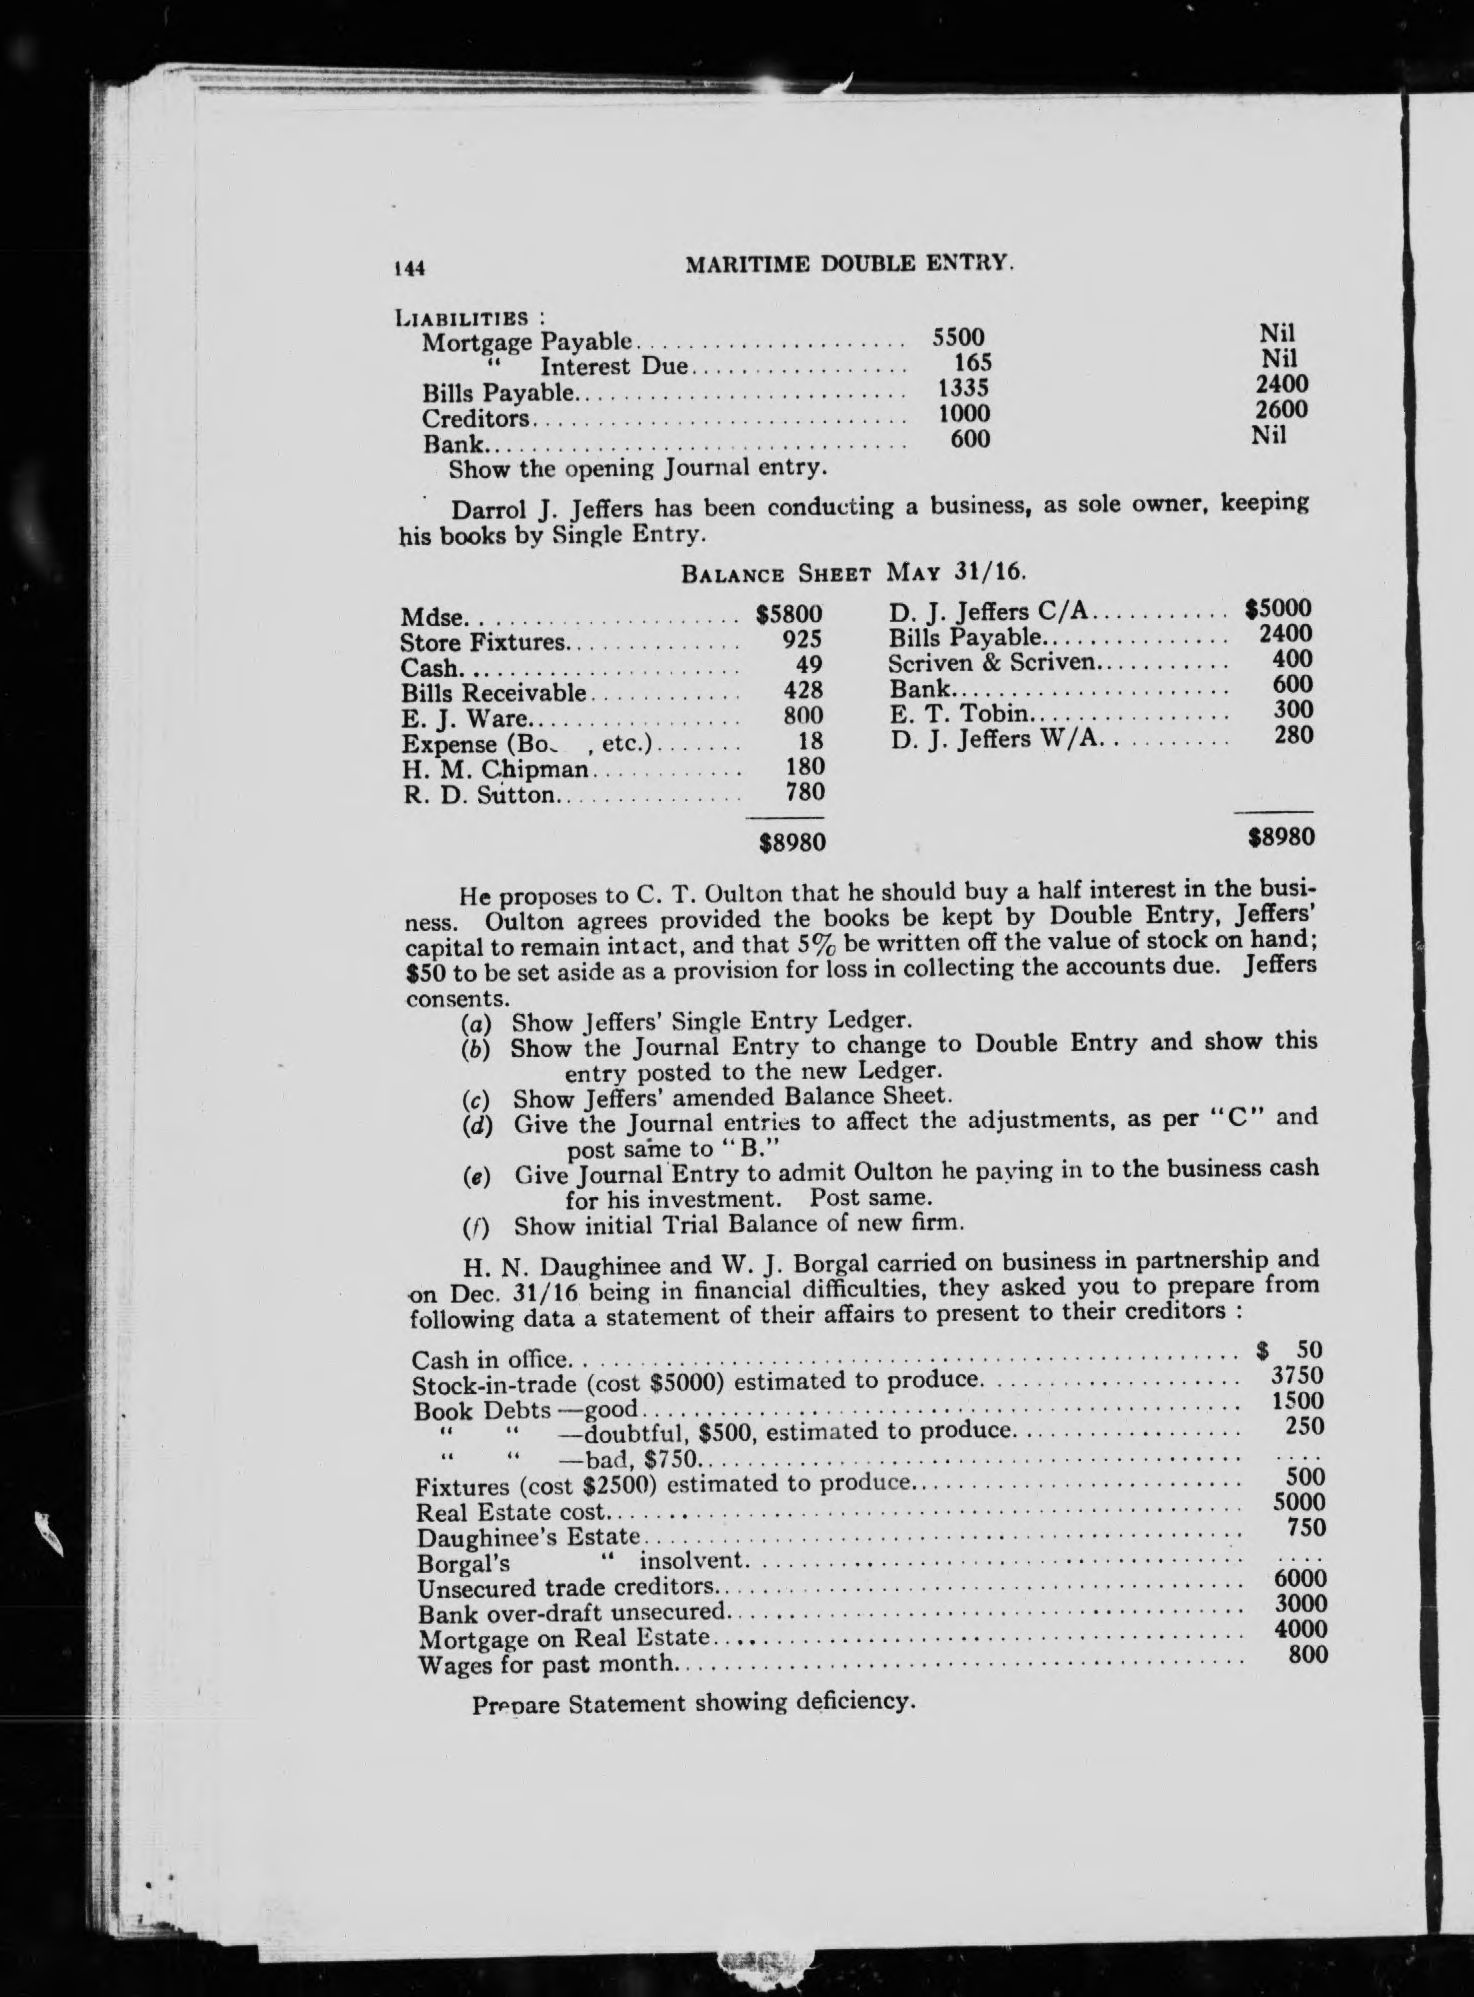 144 MARITIME DOUBLE ENTRY.
LIABILITIES :
Mortgage Payable 5500 Nil
" Interest Due 165 Nil
Bills Payable 1335 2400
Creditors 1000 2600
Bank 600 Nil
Show the opening Journal entry.
Darrol J. Jeffers has been conducting a business, as sole owner, keeping
his books by Single Entry.
BALANCE SHEET MAY 31/16.
Mdse. $5800 D. J. Jeffers C/A $5000
Store Fixtures 925 Bills Payable 2400
Cash 49 Scriven & Scriven 400
Bills Receivable 428 Bank 600
E. J. Ware 800 E. T. Tobin 300
Expense ( , etc.) 18 D. J. Jeffers W/A 280
H. M. Chipman 180
R. D. Sutton 780
$8980 $8980
He proposes to C. T. Oulton that he should buy a half interest in the busi-
ness. Oulton agrees provided the books be kept by Double Entry, Jeffers'
capital to remain intact, and that 5% be written off the value of stock on hand;
$50 to be set aside as a provision for loss in collecting the accounts due. Jeffers
consents.
(a) Show Jeffers' Single Entry Ledger.
(b) Show the Journal Entry to change to Double Entry and show this
entry posted to the new Ledger.
(c) Show Jeffers' amended Balance Sheet.
(d) Give the Journal entries to affect the adjustments, as per "C" and
post same to "B."
(e) Give Journal Entry to admit Oulton he paying in to the business cash
for his investment. Post same.
(f) Show initial Trial Balance of new firm.
H. N. Daughinee and W. J. Borgal carried on business in partnership and
on Dec. 31/16 being in financial difficulties, they asked you to prepare from
following data a statement of their affairs to present to their creditors :
Cash in office $ 50
Stock-in-trade (cost $5000) estimated to produce 3750
Book Debts—good 1500
" " —doubtful, $500, estimated to produce 250
" " —bad, $750 ....
Fixtures (cost $2500) estimated to produce 500
Real Estate cost 5000
Daughinee's Estate 750
Borgal's " insolvent ....
Unsecured trade creditors 6000
Bank over-draft unsecured 3000
Mortgage on Real Estate 4000
Wages for past month 800
Prepare Statement showing deficiency.